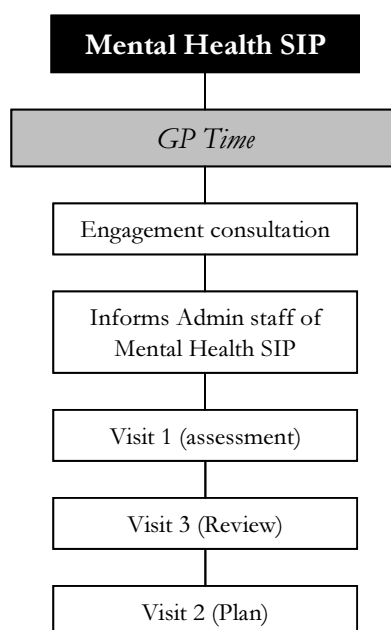 Mental Health SIP
GP Time
Engagement consultation
Informs Admin staff of
Mental Health SIP
Visit 1 (assessment)
Visit 3 (Review)
Visit 2 (Plan)